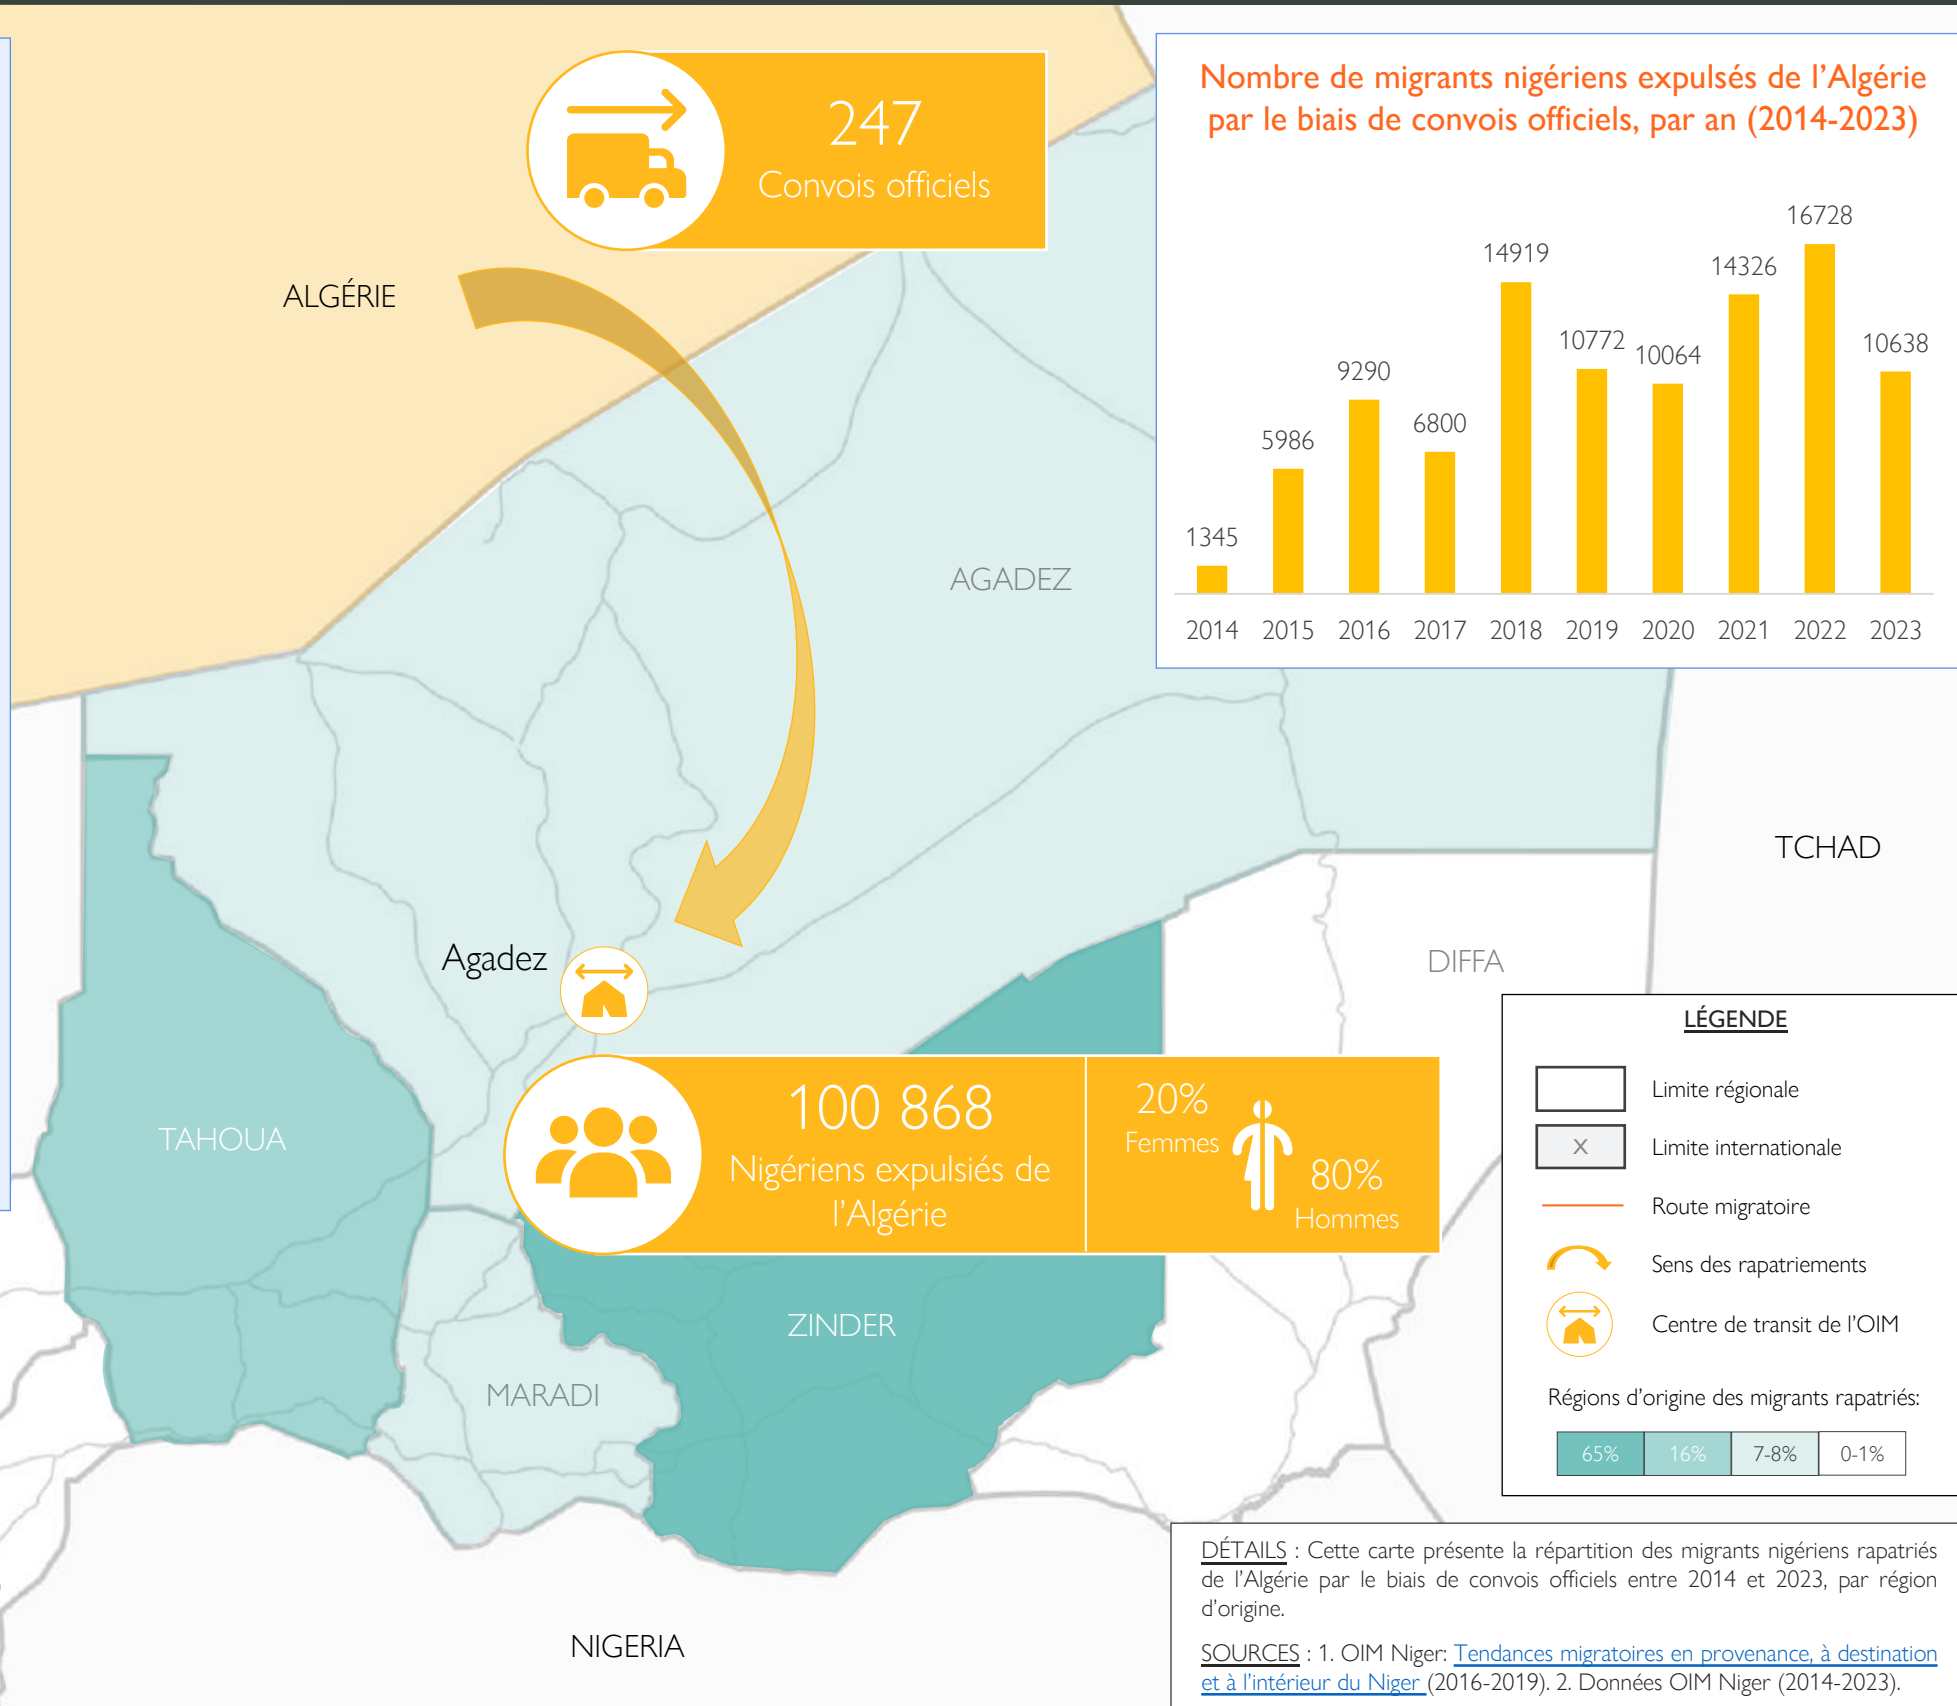 247
Convois officiels
Nombre de migrants nigériens expulsés de l'Algérie
par le biais de convois officiels, par an (2014-2023)
1345
5986
9290
6800
14919
10772
10064
14326
16728
10638
2014 2015 2016 2017 2018 2019 2020 2021 2022 2023
ALGÉRIE
AGADEZ
TCHAD
Agadez
DIFFA
100 868
Nigériens expulsiés de
l'Algérie
20%
Femmes
80%
Hommes
TAHOUA
ZINDER
MARADI
NIGERIA
LÉGENDE
Limite régionale
X Limite internationale
Route migratoire
Sens des rapatriements
Centre de transit de l'OIM
Régions d'origine des migrants rapatriés:
65% 16% 7-8% 0-1%
DÉTAILS : Cette carte présente la répartition des migrants nigériens rapatriés
de l'Algérie par le biais de convois officiels entre 2014 et 2023, par région
d'origine.
SOURCES : 1. OIM Niger: Tendances migratoires en provenance, à destination
et à l'intérieur du Niger (2016-2019). 2. Données OIM Niger (2014-2023).